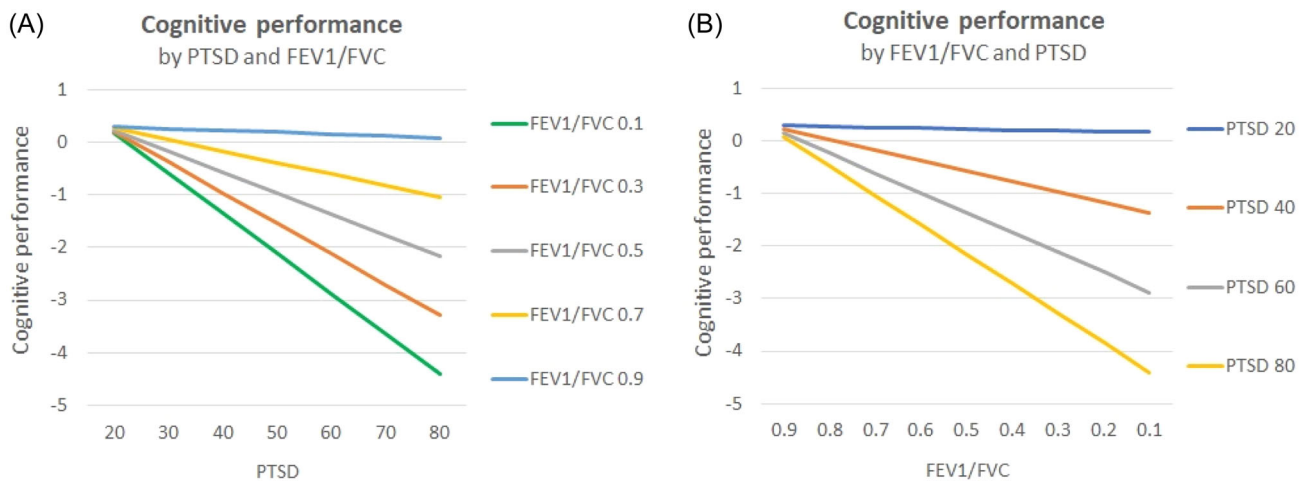 (A)
Cognitive performance
by PTSD and FEV1/FVC
Cognitive performance
1
0
-1
-2
-3
-4
-5
20 30 40 50 60 70 80
PTSD
FEV1/FVC 0.1
FEV1/FVC 0.3
FEV1/FVC 0.5
FEV1/FVC 0.7
FEV1/FVC 0.9
(B)
Cognitive performance
by FEV1/FVC and PTSD
Cognitive performance
1
0
-1
-2
-3
-4
-5
0.9 0.8 0.7 0.6 0.5 0.4 0.3 0.2 0.1
FEV1/FVC
PTSD 20
PTSD 40
PTSD 60
PTSD 80